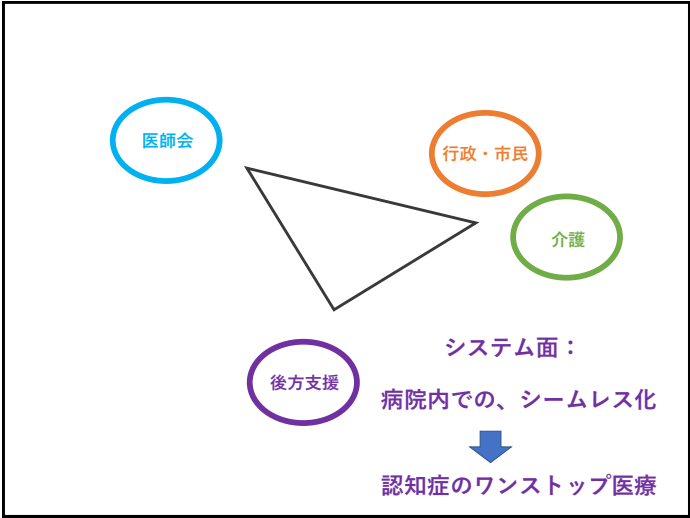 医師会
行政・市民
介護
後方支援
システム面：
病院内での、シームレス化
認知症のワンストップ医療